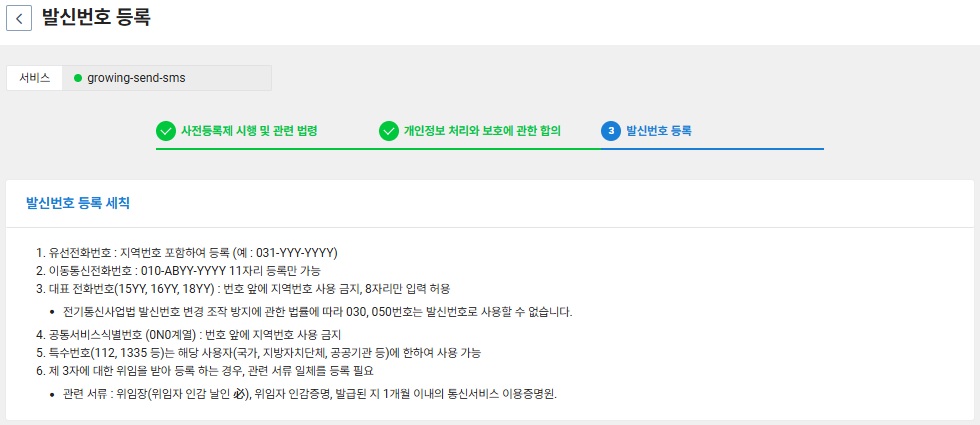 발신번호 등록
서비스 growing-send-sms
사전등록제 시행 및 관련 법령 개인정보 처리와 보호에 관한 합의 3 발신번호 등록
발신번호 등록 세칙
1. 유선전화번호 : 지역번호 포함하여 등록 (예 : 031-YYY-YYYY)
2. 이동통신전화번호 : 010-ABYY-YYYY 11자리 등록만 가능
3. 대표 전화번호(15YY, 16YY, 18YY) : 번호 앞에 지역번호 사용 금지, 8자리만 입력 허용
• 전기통신사업법 발신번호 변경 조작 방지에 관한 법률에 따라 030, 050번호는 발신번호로 사용할 수 없습니다.
4. 공통서비스식별번호 (0N0계열) : 번호 앞에 지역번호 사용 금지
5. 특수번호(112, 1335 등)는 해당 사용자(국가, 지방자치단체, 공공기관 등)에 한하여 사용 가능
6. 제 3자에 대한 위임을 받아 등록 하는 경우, 관련 서류 일체를 등록 필요
• 관련 서류 : 위임장(위임자 인감 날인 必), 위임자 인감증명, 발급된 지 1개월 이내의 통신서비스 이용증명원.